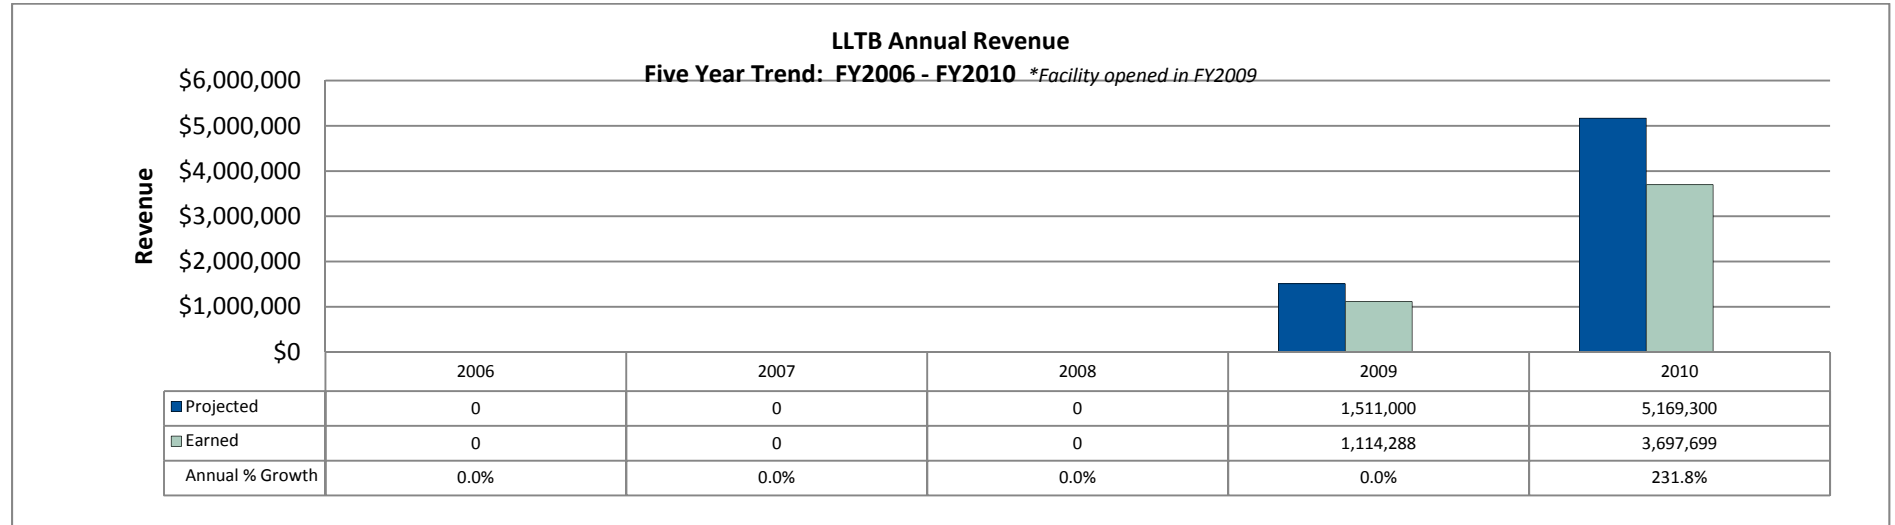 LLTB Annual Revenue
Five Year Trend: FY2006 - FY2010 *Facility opened in FY2009
Revenue
$6,000,000
$5,000,000
$4,000,000
$3,000,000
$2,000,000
$1,000,000
$0
2006 2007 2008 2009 2010
Projected 0 0 0 1,511,000 5,169,300
Earned 0 0 0 1,114,288 3,697,699
Annual % Growth 0.0% 0.0% 0.0% 0.0% 231.8%